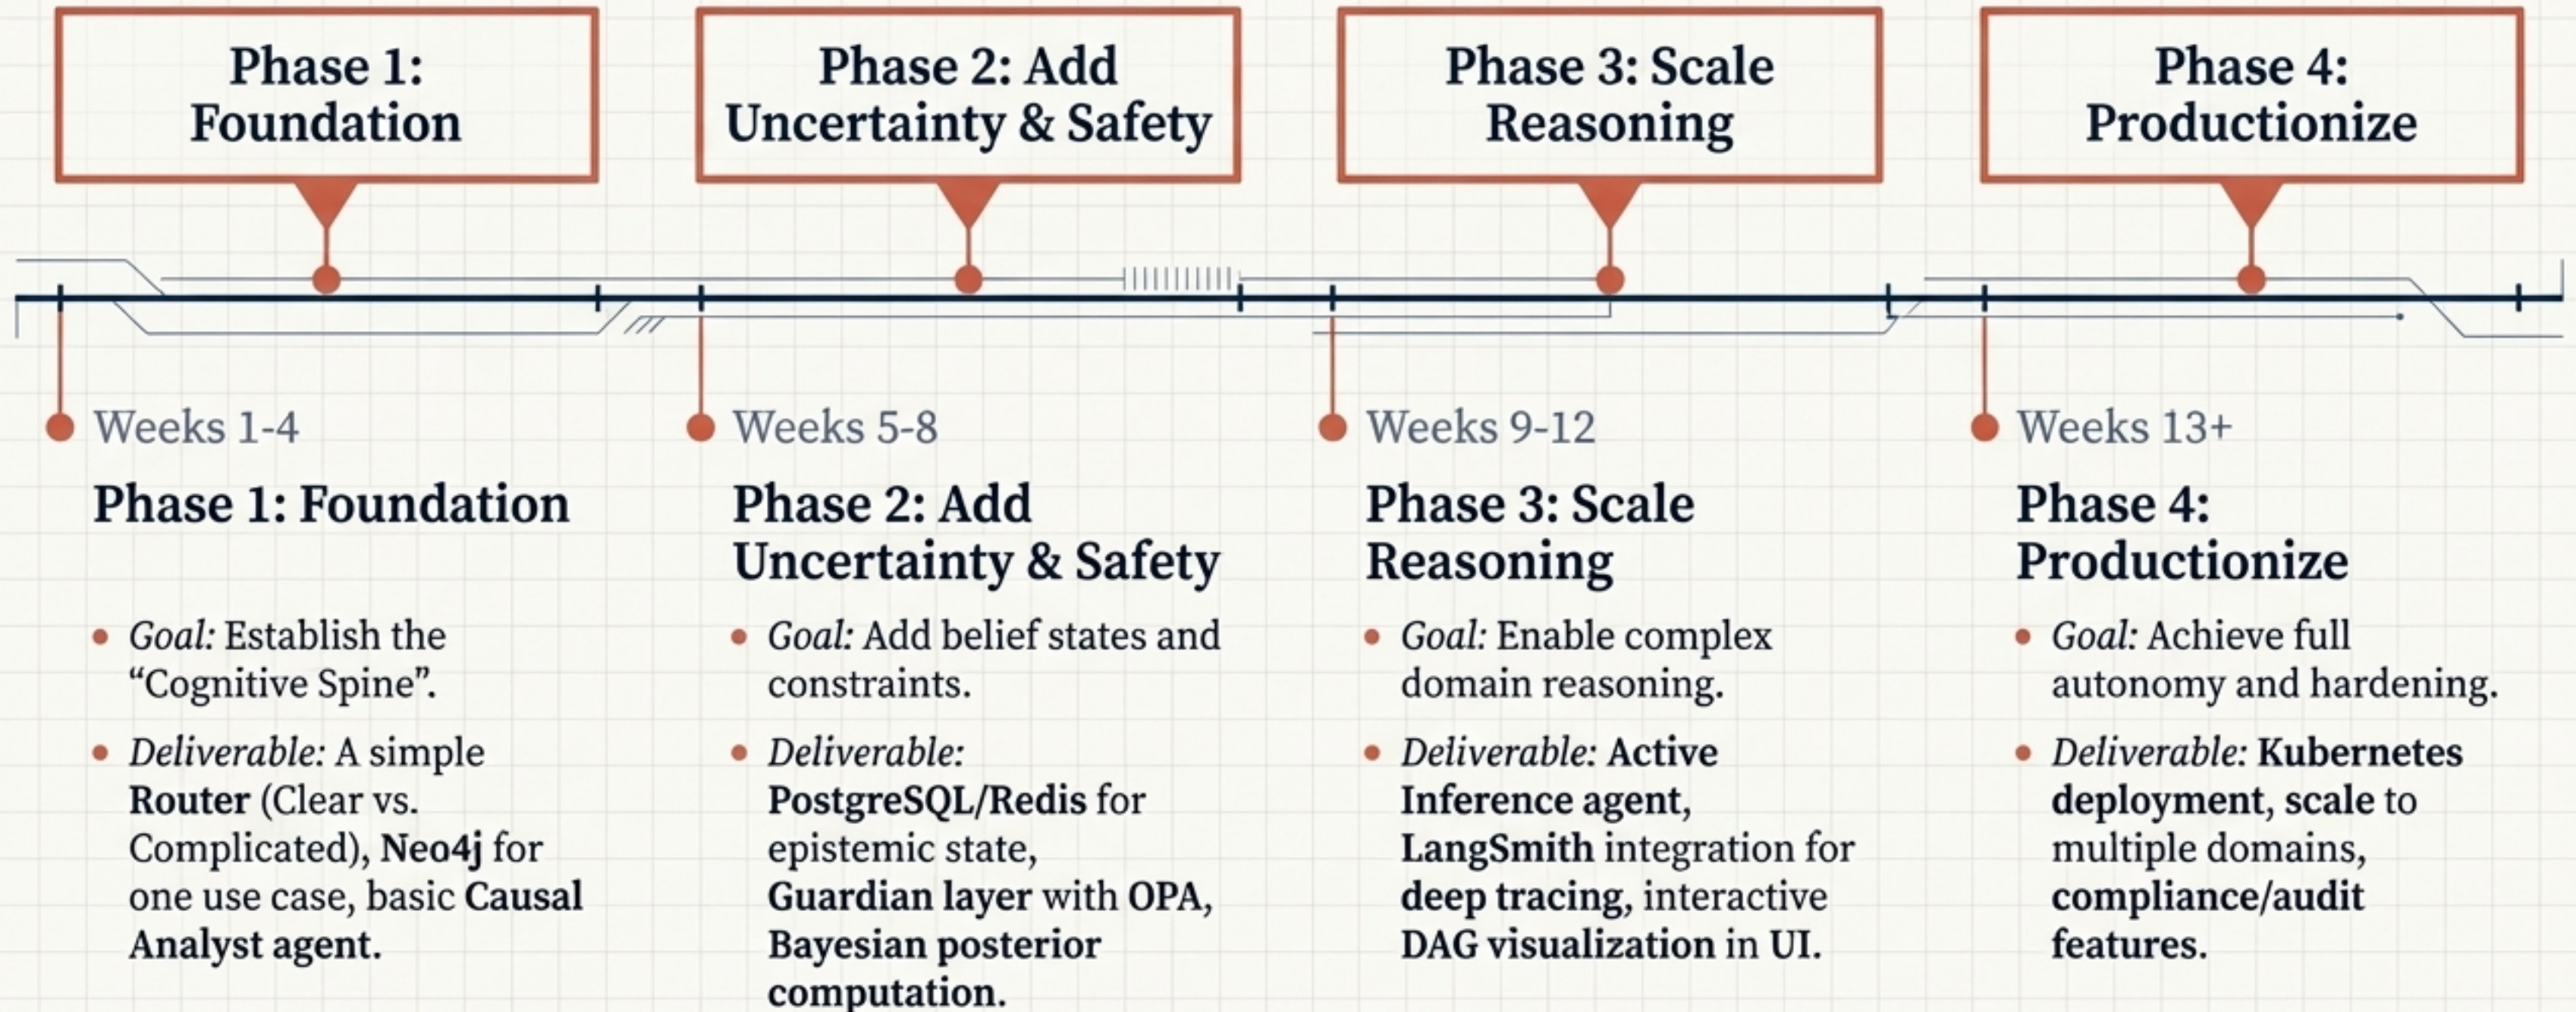 Phase 1:
Foundation
Phase 2: Add
Uncertainty & Safety
Phase 3: Scale
Reasoning
Phase 4:
Productionize
Weeks 1-4
Phase 1: Foundation
• Goal: Establish the
“Cognitive Spine”.
• Deliverable: A simple
Router (Clear vs.
Complicated), Neo4j for
one use case, basic Causal
Analyst agent.
Weeks 5-8
Phase 2: Add
Uncertainty & Safety
• Goal: Add belief states and
constraints.
• Deliverable:
PostgreSQL/Redis for
epistemic state,
Guardian layer with OPA,
Bayesian posterior
computation.
Weeks 9-12
Phase 3: Scale
Reasoning
• Goal: Enable complex
domain reasoning.
• Deliverable: Active
Inference agent,
LangSmith integration for
deep tracing, interactive
DAG visualization in UI.
Weeks 13+
Phase 4:
Productionize
• Goal: Achieve full
autonomy and hardening.
• Deliverable: Kubernetes
deployment, scale to
multiple domains,
compliance/audit
features.